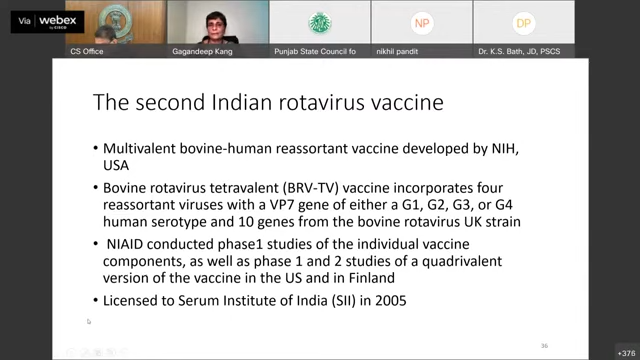 Via webex
by CISCO
NP
DP
CS Office
Gagandeep Kang
Punjab State Council fo
nikhil pandit
Dr. K.S. Bath, JD, PSCS
The second Indian rotavirus vaccine
• Multivalent bovine-human reassortant vaccine developed by NIH,
USA
• Bovine rotavirus tetravalent (BRV-TV) vaccine incorporates four
reassortant viruses with a VP7 gene of either a G1, G2, G3, or G4
human serotype and 10 genes from the bovine rotavirus UK strain
• NIAID conducted phase1 studies of the individual vaccine
components, as well as phase 1 and 2 studies of a quadrivalent
version of the vaccine in the US and in Finland
• Licensed to Serum Institute of India (SII) in 2005
36
+376